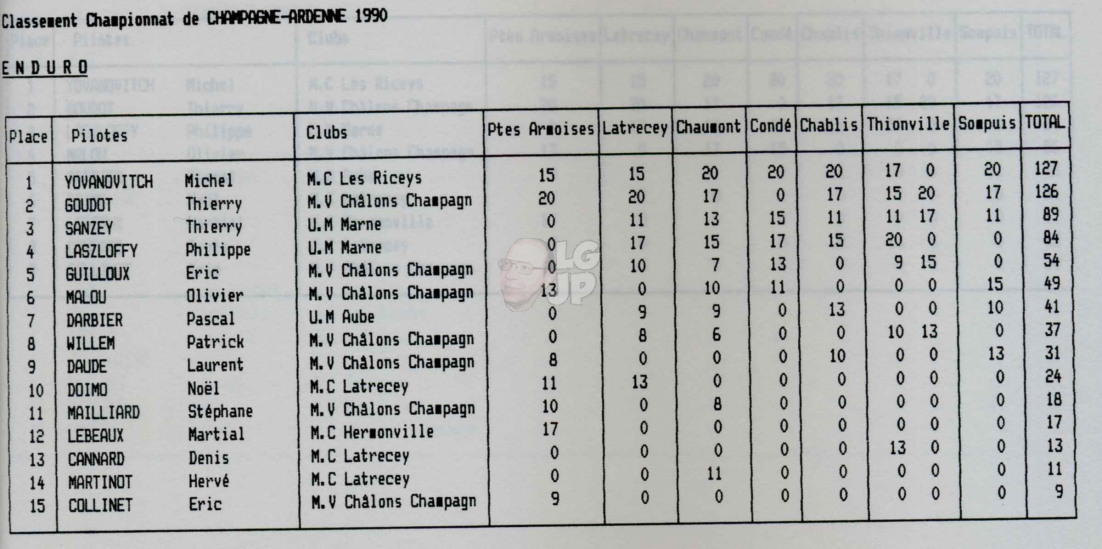 Classement Championnat de CHAMPAGNE-ARDENNE 1990
ENDURO
Place Pilotes Clubs Ptes Armoises Latrecey Chaumont Condé Chablis Thionville Sompuis TOTAL
1 YOVANOVITCH Michel M.C Les Riceys 15 15 20 20 20 17 0 20 127
2 GOUDOT Thierry M.V Châlons Champagn 20 20 17 0 17 15 20 17 126
3 SANZEY Thierry U.M Marne 0 11 13 15 11 11 17 11 89
4 LASZLOFFY Philippe U.M Marne 0 17 15 17 15 20 0 0 84
5 GUILLOUX Eric M.V Châlons Champagn 0 10 7 13 0 9 15 0 54
6 MALOU Olivier M.V Châlons Champagn 13 0 10 11 0 0 0 15 49
7 DARBIER Pascal U.M Aube 0 9 9 0 13 0 0 10 41
8 WILLEM Patrick M.V Châlons Champagn 0 8 6 0 0 10 13 0 37
9 DAUDE Laurent M.V Châlons Champagn 8 0 0 0 10 0 0 13 31
10 DOIMO Noël M.C Latrecey 11 13 0 0 0 0 0 0 24
11 MAILLIARD Stéphane M.V Châlons Champagn 10 0 8 0 0 0 0 0 18
12 LEBEAUX Martial M.C Hermonville 17 0 0 0 0 0 0 0 17
13 CANNARD Denis M.C Latrecey 0 0 0 0 0 13 0 0 13
14 MARTINOT Hervé M.C Latrecey 0 0 11 0 0 0 0 0 11
15 COLLINET Eric M.V Châlons Champagn 9 0 0 0 0 0 0 0 9
LG
UP